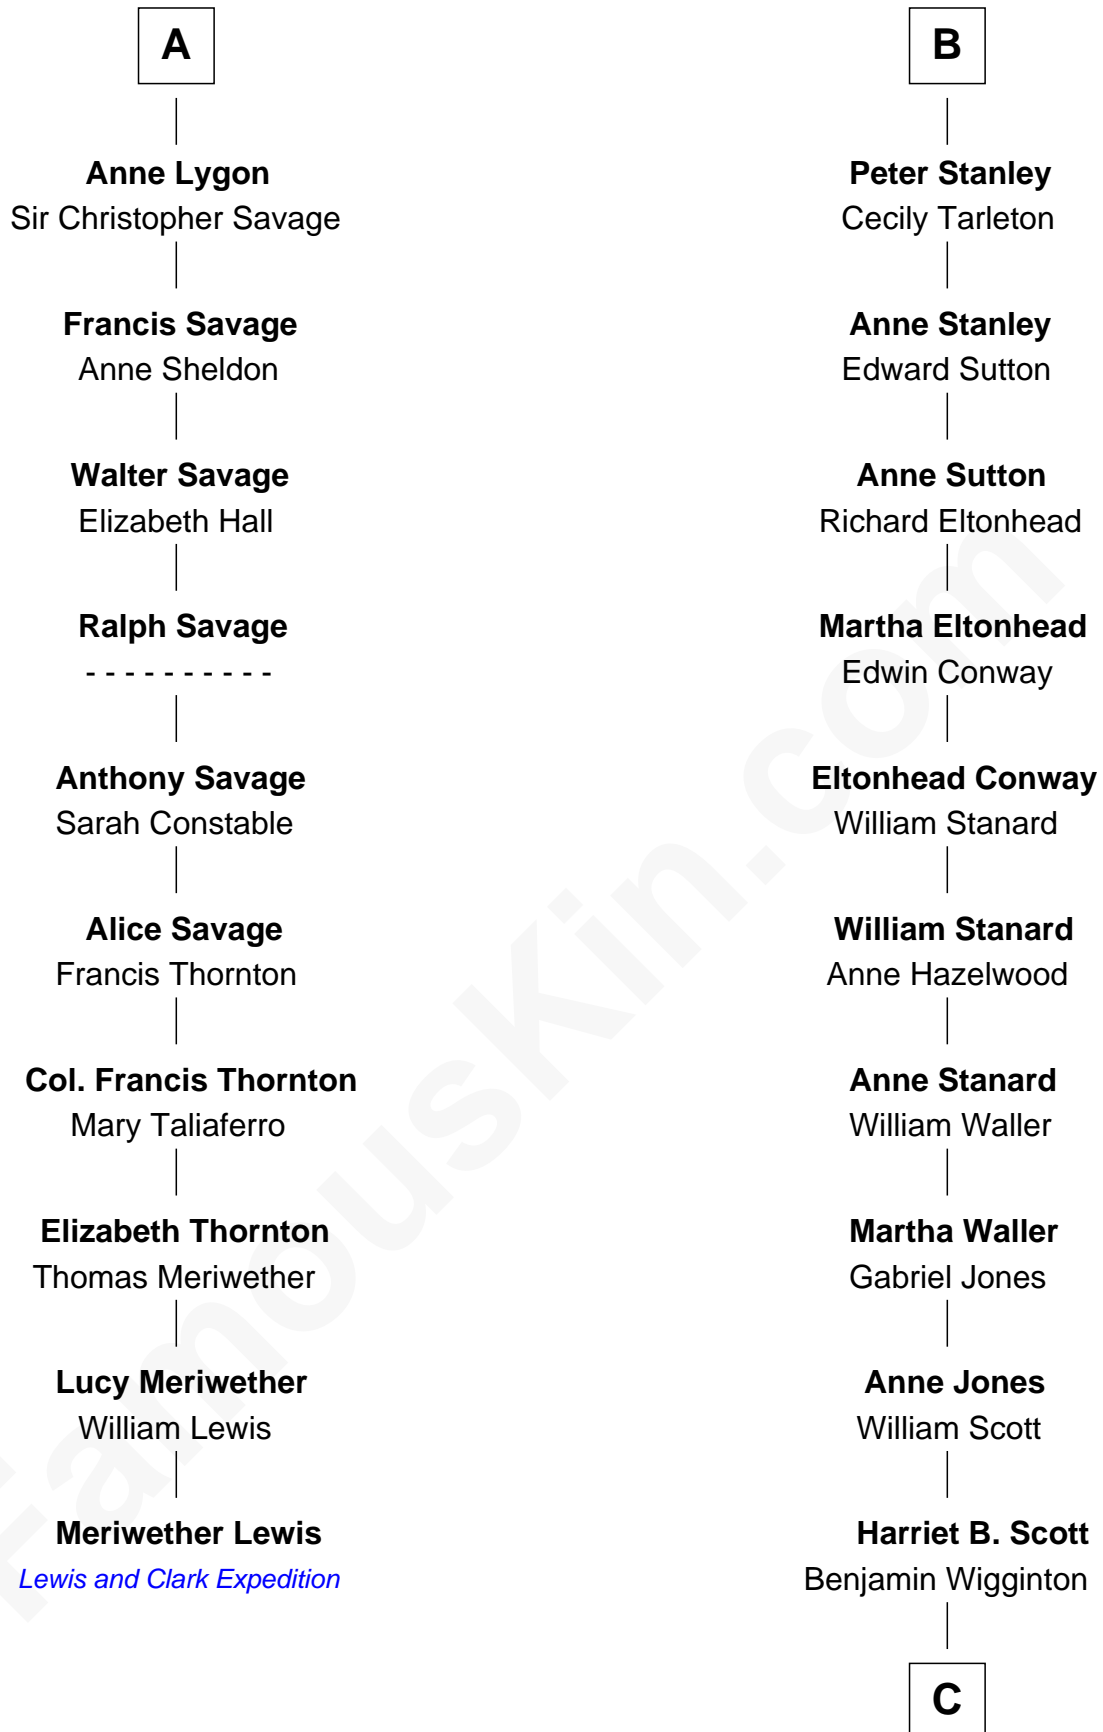 A
Anne Lygon
Sir Christopher Savage
Francis Savage
Anne Sheldon
Walter Savage
Elizabeth Hall
Ralph Savage
- - - - - - - - - -
Anthony Savage
Sarah Constable
Alice Savage
Francis Thornton
Col. Francis Thornton
Mary Taliaferro
Elizabeth Thornton
Thomas Meriwether
Lucy Meriwether
William Lewis
Meriwether Lewis
Lewis and Clark Expedition
B
Peter Stanley
Cecily Tarleton
Anne Stanley
Edward Sutton
Anne Sutton
Richard Eltonhead
Martha Eltonhead
Edwin Conway
Eltonhead Conway
William Stanard
William Stanard
Anne Hazelwood
Anne Stanard
William Waller
Martha Waller
Gabriel Jones
Anne Jones
William Scott
Harriet B. Scott
Benjamin Wigginton
C
FamousKin.com